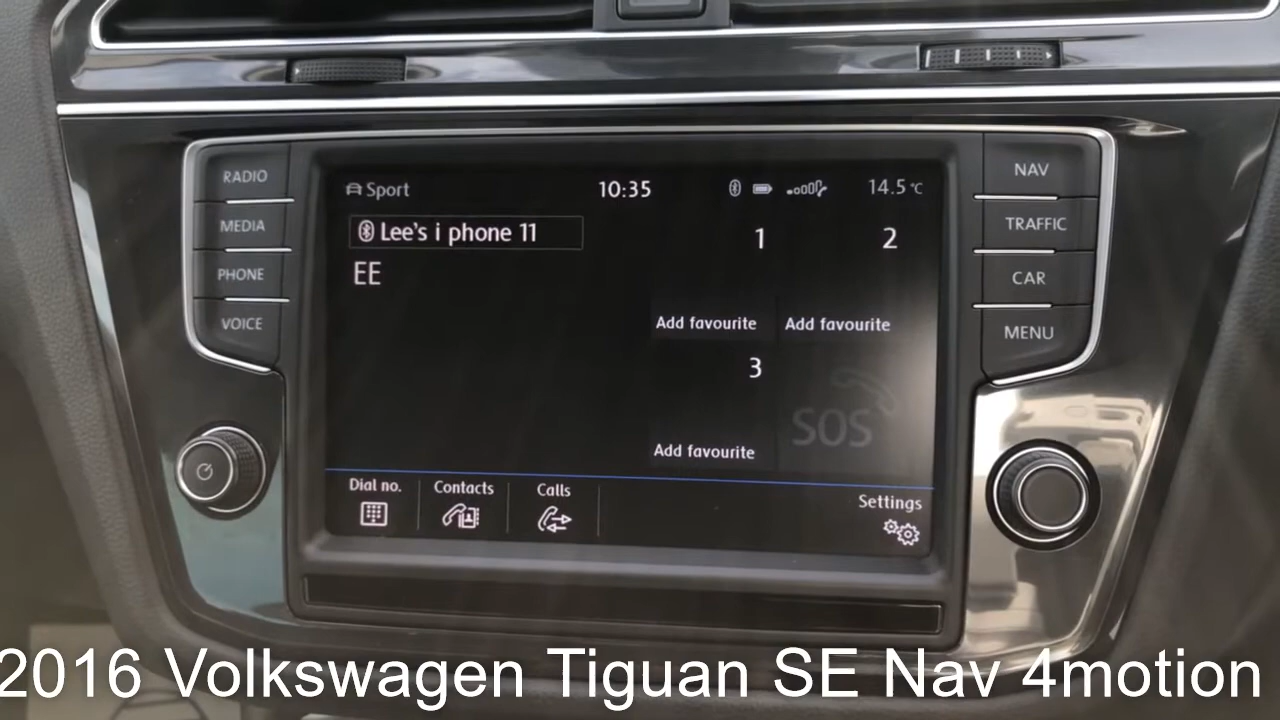 RADIO
MEDIA
PHONE
VOICE
Sport 10:35 14.5 °C
Lee's i phone 11
EE
1 2
Add favourite Add favourite
3
SOS
Add favourite
Dial no. Contacts Calls Settings
NAV
TRAFFIC
CAR
MENU
2016 Volkswagen Tiguan SE Nav 4motion